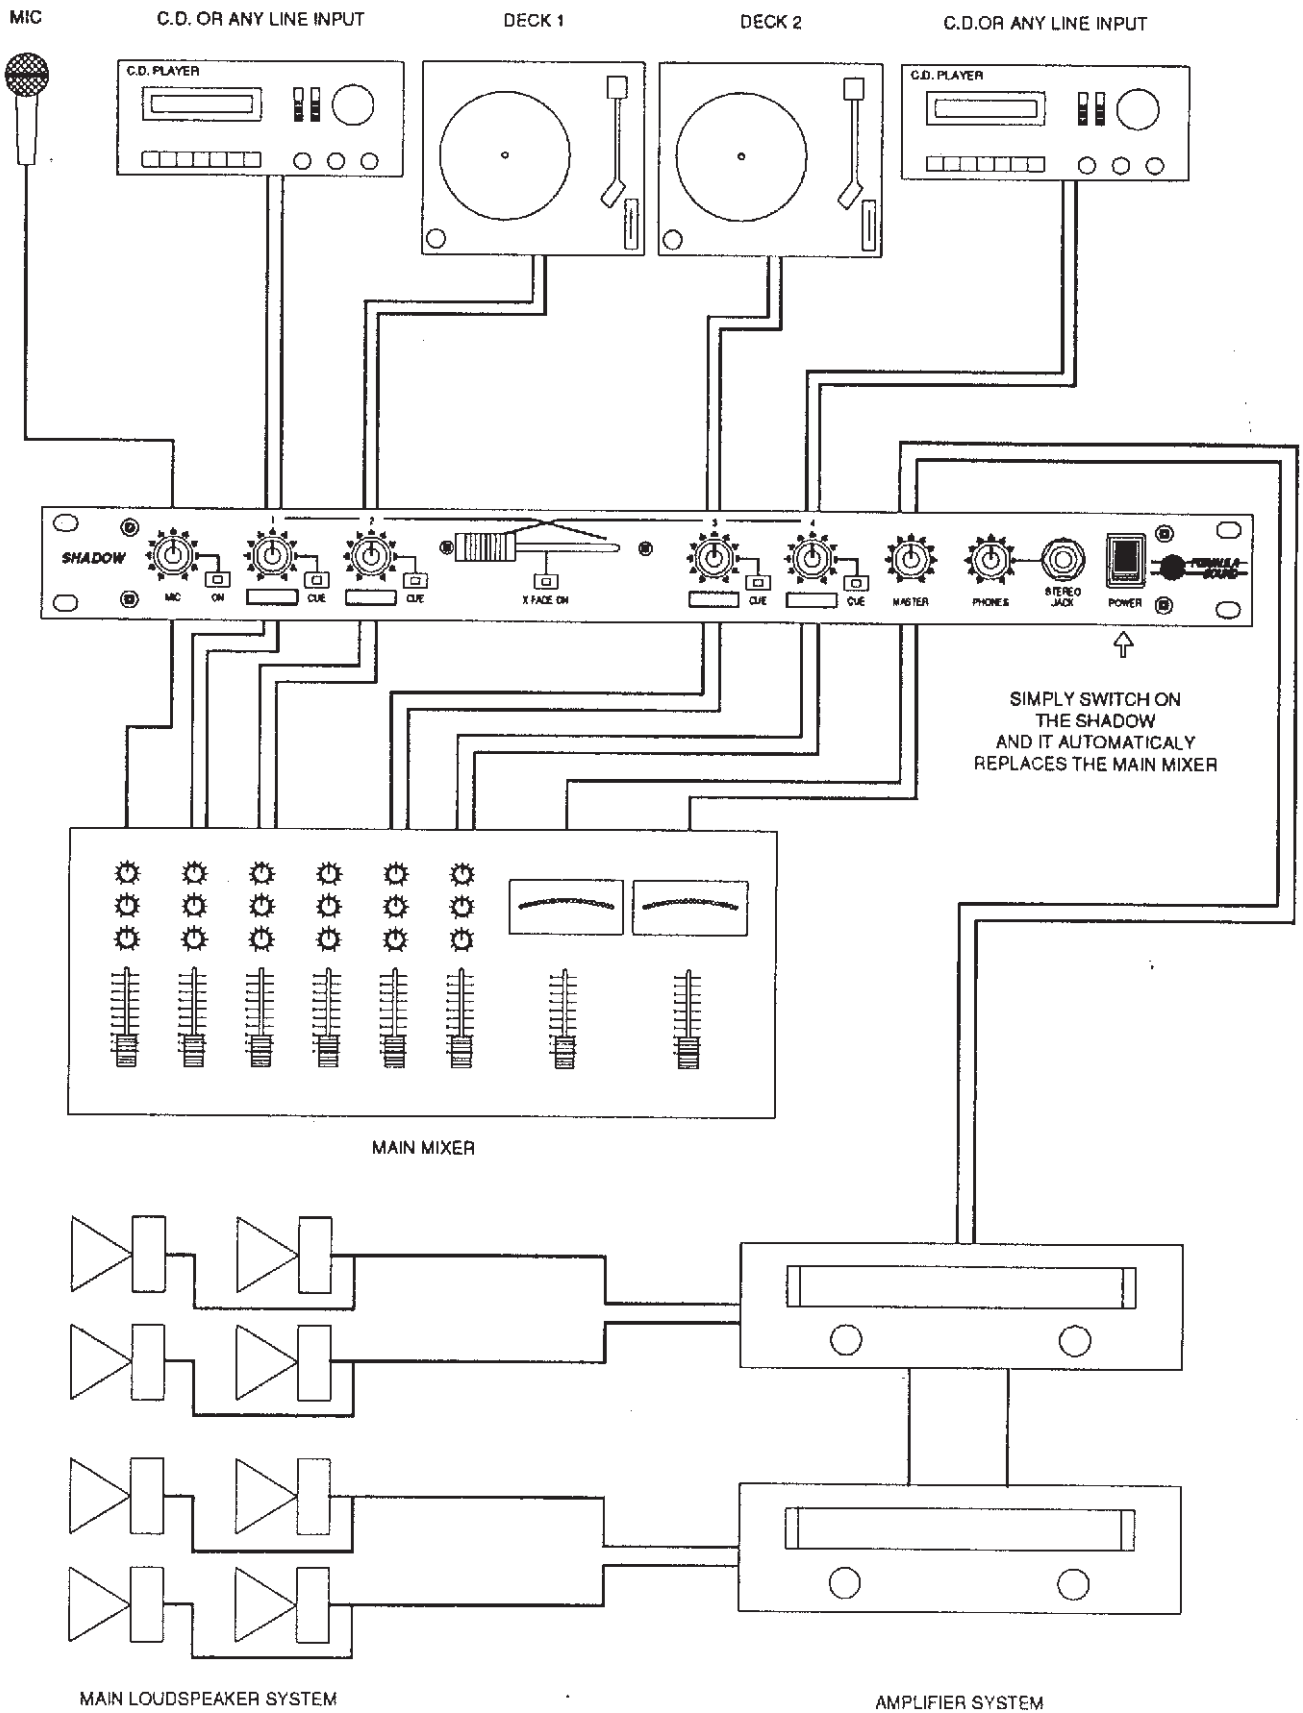 MIC
C.D. OR ANY LINE INPUT
DECK 1
DECK 2
C.D.OR ANY LINE INPUT
C.D. PLAYER
C.D. PLAYER
1
2
3
4
SHADOW
MIC
ON
CUE
CUE
X FADE ON
CUE
CUE
MASTER
PHONES
STEREO
JACK
POWER
FORMULA
SOUND
SIMPLY SWITCH ON
THE SHADOW
AND IT AUTOMATICALY
REPLACES THE MAIN MIXER
MAIN MIXER
MAIN LOUDSPEAKER SYSTEM
AMPLIFIER SYSTEM